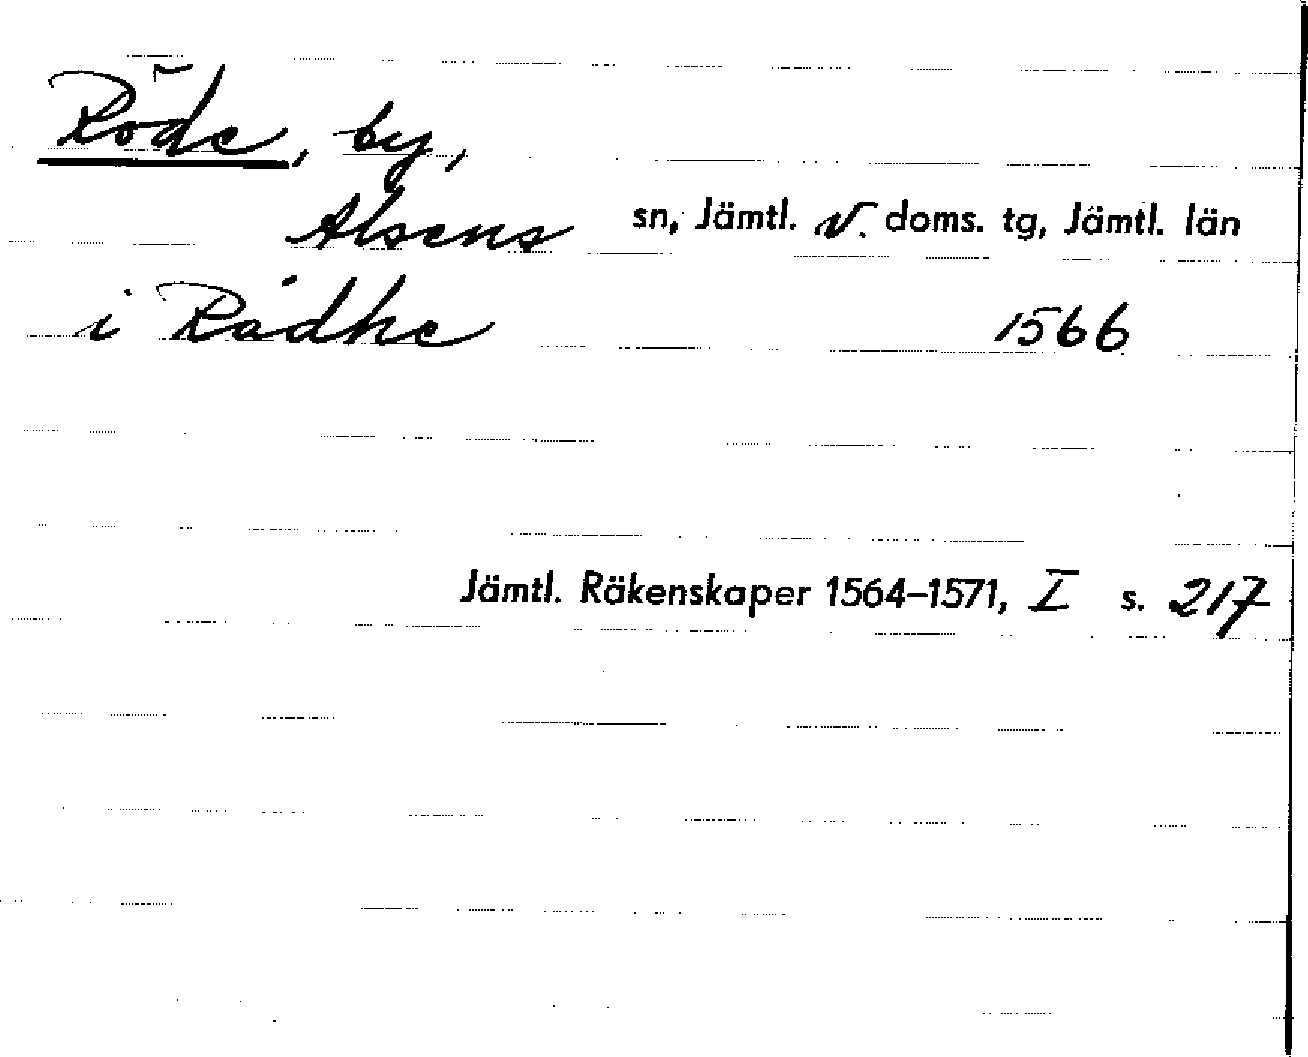 Röde, by,
Alsens sn, Jämtl. v. doms. tg, Jämtl. län
i Rådhe 1566
Jämtl. Räkenskaper 1564–1571, I s. 217